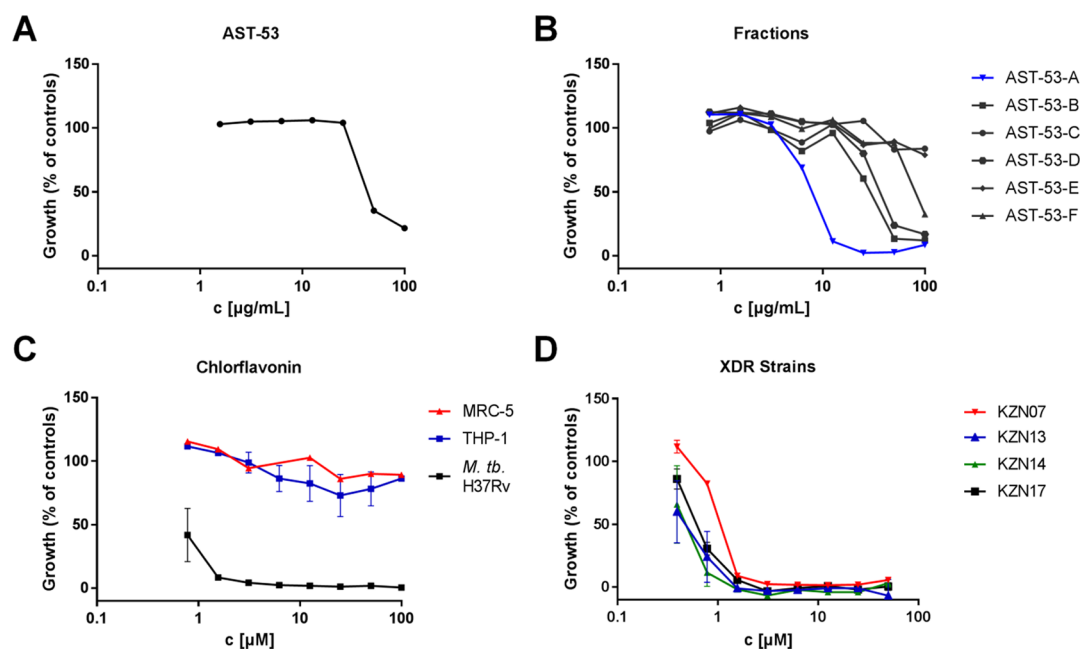 A
AST-53
Growth (% of controls)
150
100
50
0
0.1
1
10
100
c [µg/mL]
B
Fractions
Growth (% of controls)
150
100
50
0
0.1
1
10
100
c [µg/mL]
AST-53-A
AST-53-B
AST-53-C
AST-53-D
AST-53-E
AST-53-F
C
Chlorflavonin
Growth (% of controls)
150
100
50
0
1
10
100
c [µM]
MRC-5
THP-1
M. tb.
H37Rv
D
XDR Strains
Growth (% of controls)
150
100
50
0
0.1
1
10
100
c [µM]
KZN07
KZN13
KZN14
KZN17